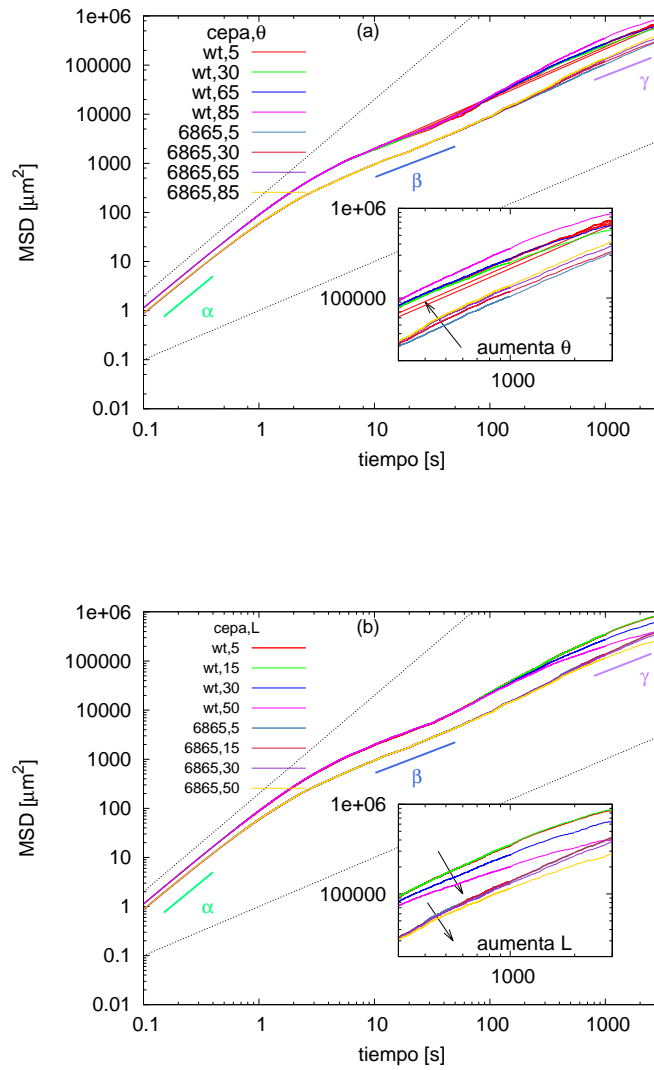 (a)
cepa,θ
wt,5
wt,30
wt,65
wt,85
6865,5
6865,30
6865,65
6865,85
MSD [μm²]
1e+06
100000
10000
1000
100
10
1
0.1
0.01
α
β
γ
1e+06
100000
aumenta θ
1000
0.1
1
10
100
1000
tiempo [s]
(b)
cepa,L
wt,5
wt,15
wt,30
wt,50
6865,5
6865,15
6865,30
6865,50
MSD [μm²]
1e+06
100000
10000
1000
100
10
1
0.1
0.01
α
β
γ
1e+06
100000
aumenta L
1000
0.1
1
10
100
1000
tiempo [s]